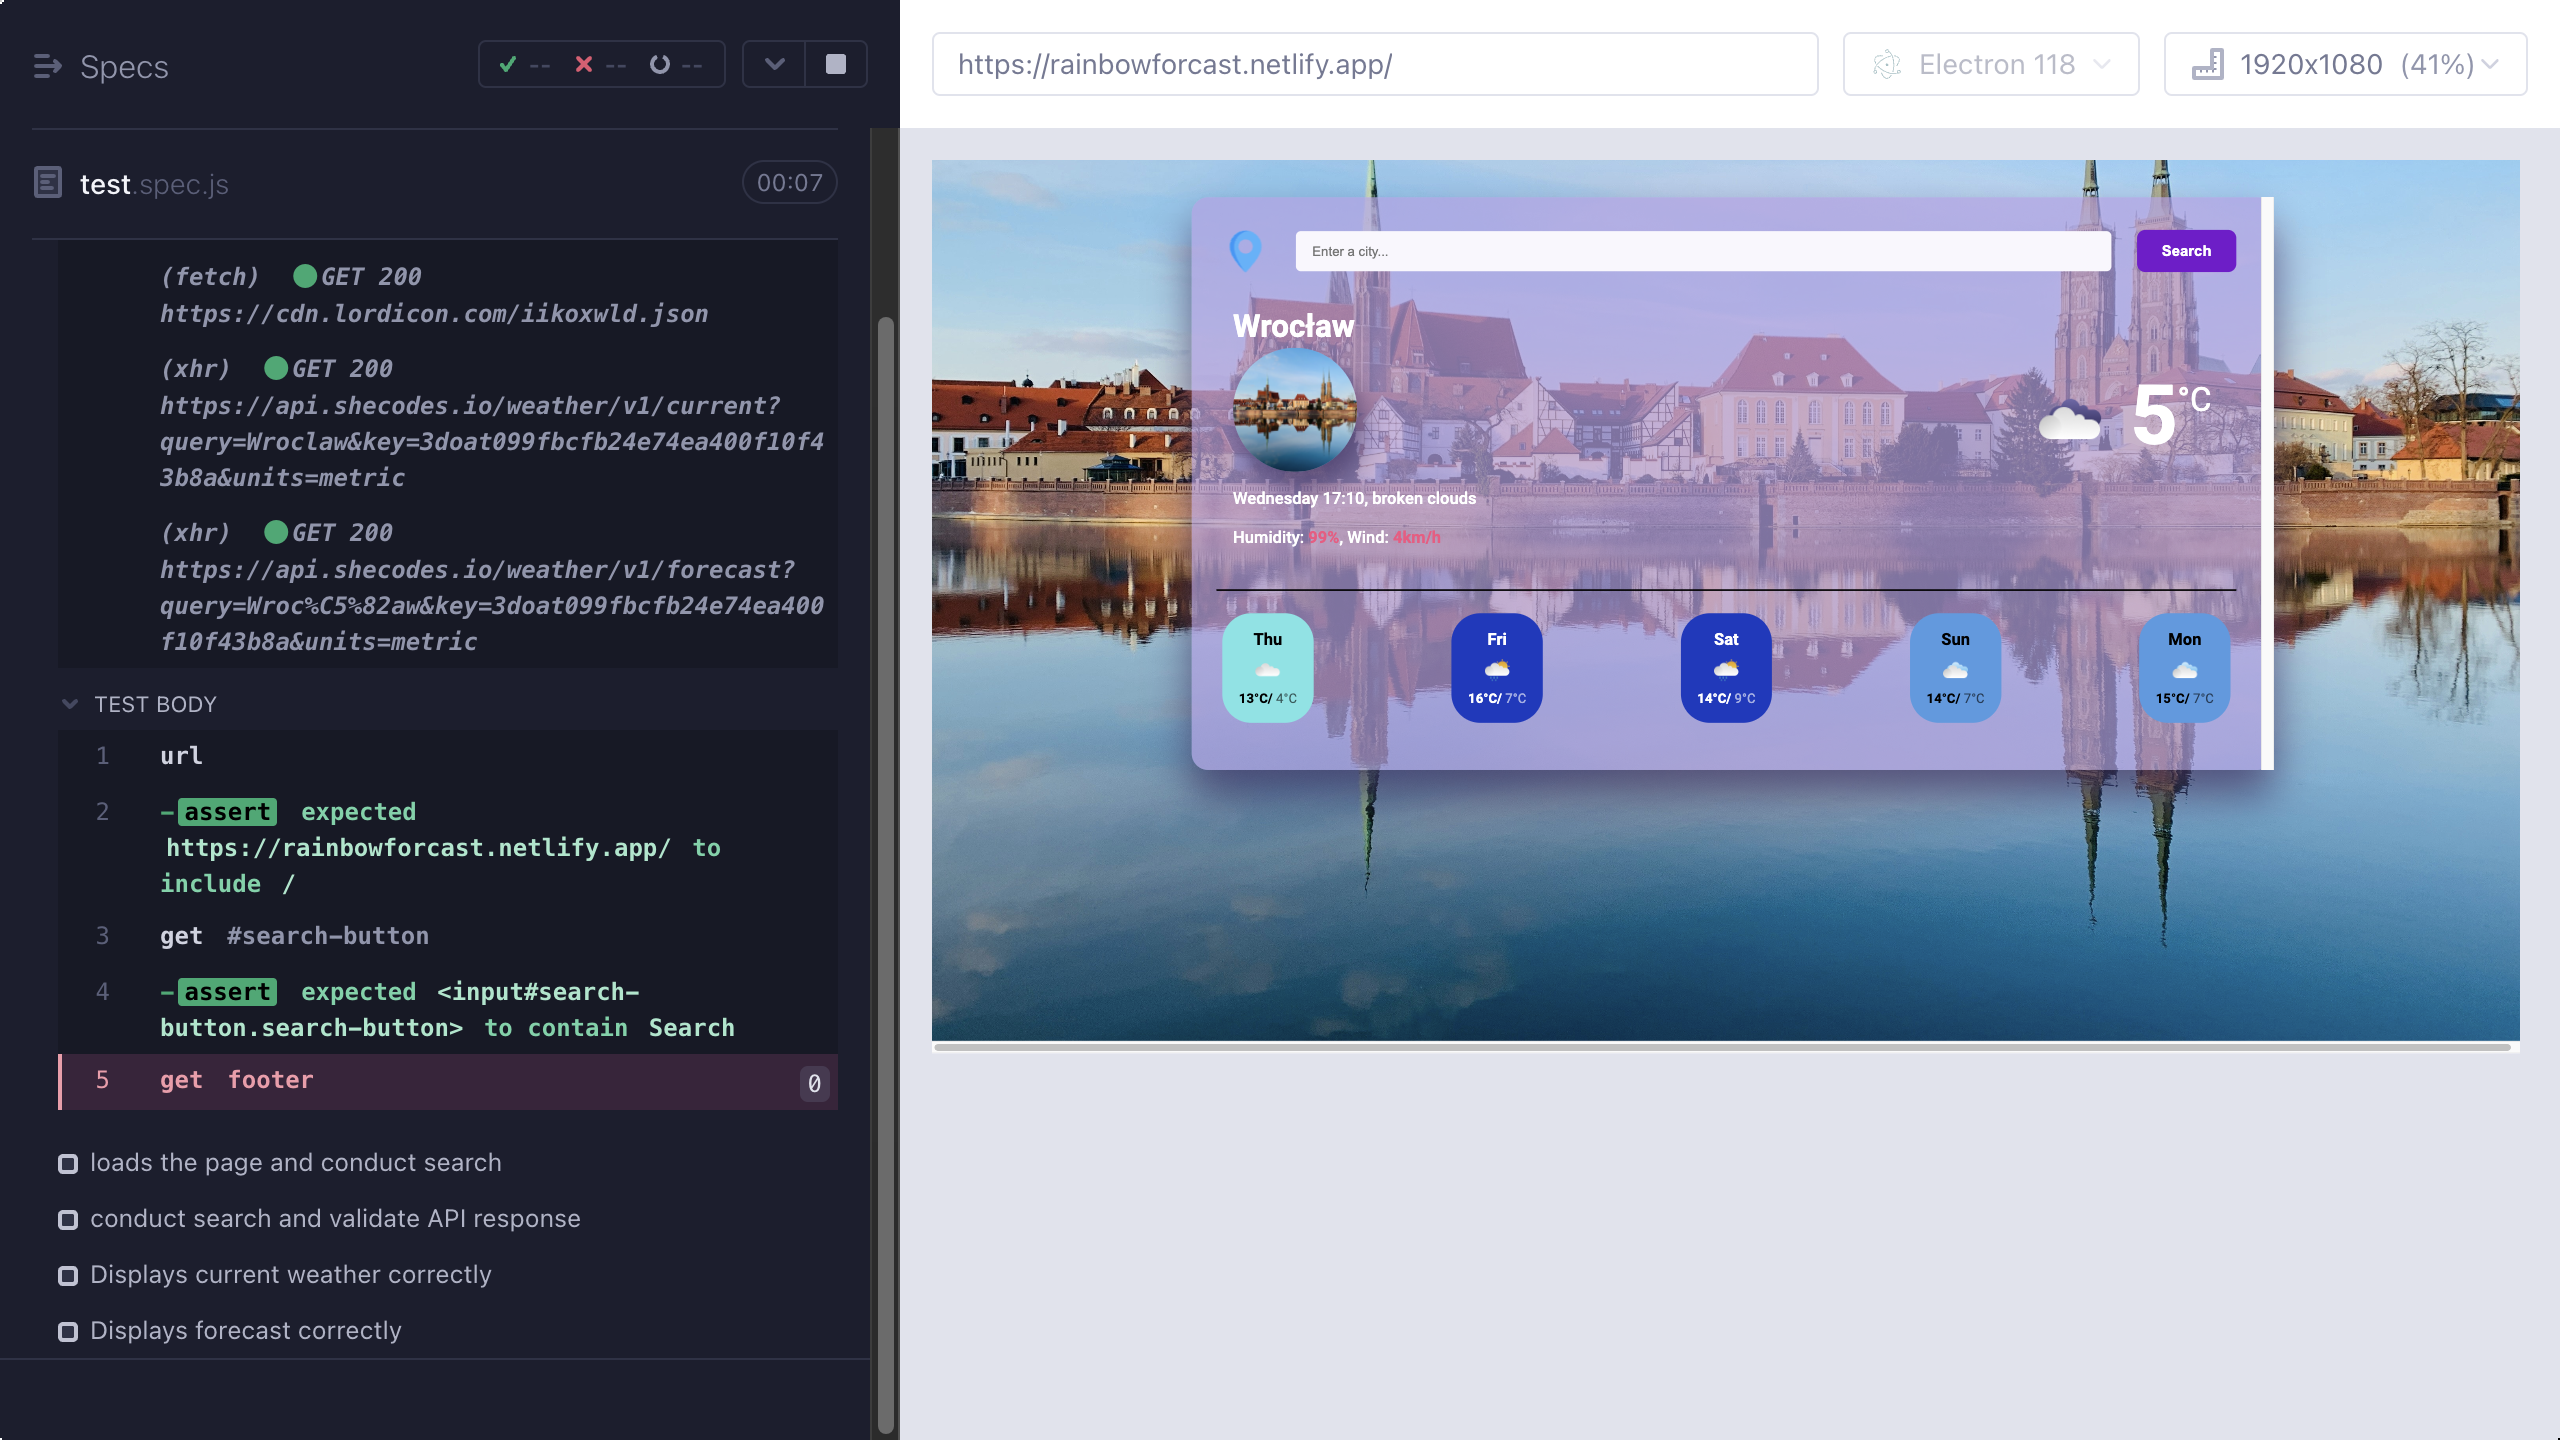 Specs
--
--
--
test.spec.js
00:07
(fetch) GET 200
https://cdn.lordicon.com/iikoxwld.json
(xhr) GET 200
https://api.shecodes.io/weather/v1/current?
query=Wroclaw&key=3doat099fbcfb24e74ea400f10f4
3b8a&units=metric
(xhr) GET 200
https://api.shecodes.io/weather/v1/forecast?
query=Wroc%C5%82aw&key=3doat099fbcfb24e74ea400
f10f43b8a&units=metric
TEST BODY
1 url
2 -assert expected
https://rainbowforcast.netlify.app/ to
include /
3 get #search-button
4 -assert expected <input#search-
button.search-button> to contain Search
5 get footer 0
loads the page and conduct search
conduct search and validate API response
Displays current weather correctly
Displays forecast correctly
https://rainbowforcast.netlify.app/
Electron 118
1920x1080 (41%)
Enter a city...
Search
Wrocław
5°C
Wednesday 17:10, broken clouds
Humidity: 99%, Wind: 4km/h
Thu
13°C/ 4°C
Fri
16°C/ 7°C
Sat
14°C/ 9°C
Sun
14°C/ 7°C
Mon
15°C/ 7°C